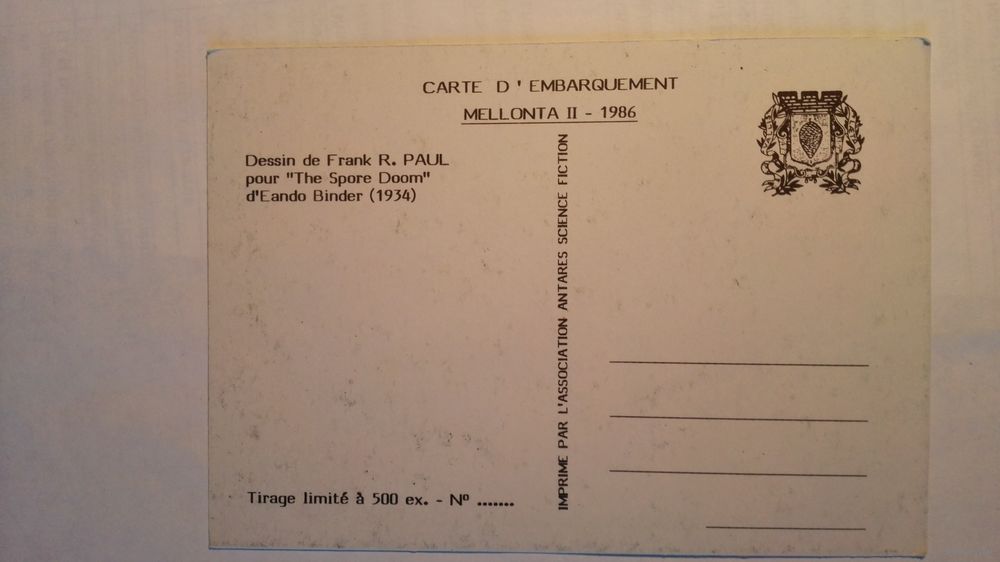 CARTE D'EMBARQUEMENT
MELLONTA II - 1986
Dessin de Frank R. PAUL
pour "The Spore Doom"
d'Eando Binder (1934)
IMPRIME PAR L'ASSOCIATION ANTARES SCIENCE FICTION
Tirage limité à 500 ex. - Nº .......